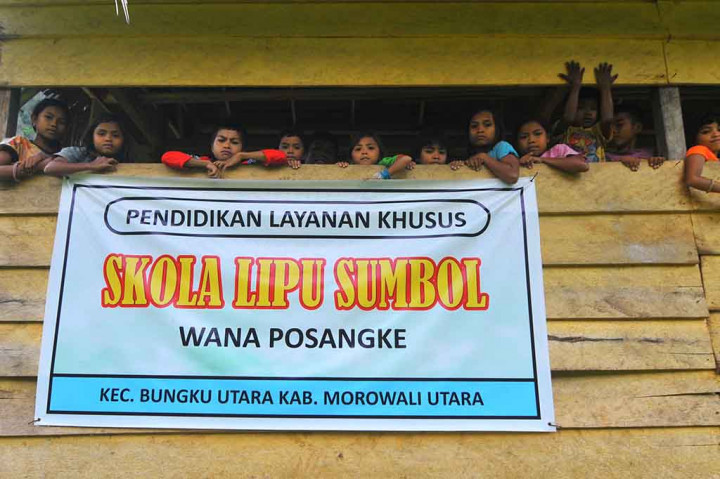 PENDIDIKAN LAYANAN KHUSUS
SKOLA LIPU SUMBOL
WANA POSANGKE
KEC. BUNGKU UTARA KAB. MOROWALI UTARA